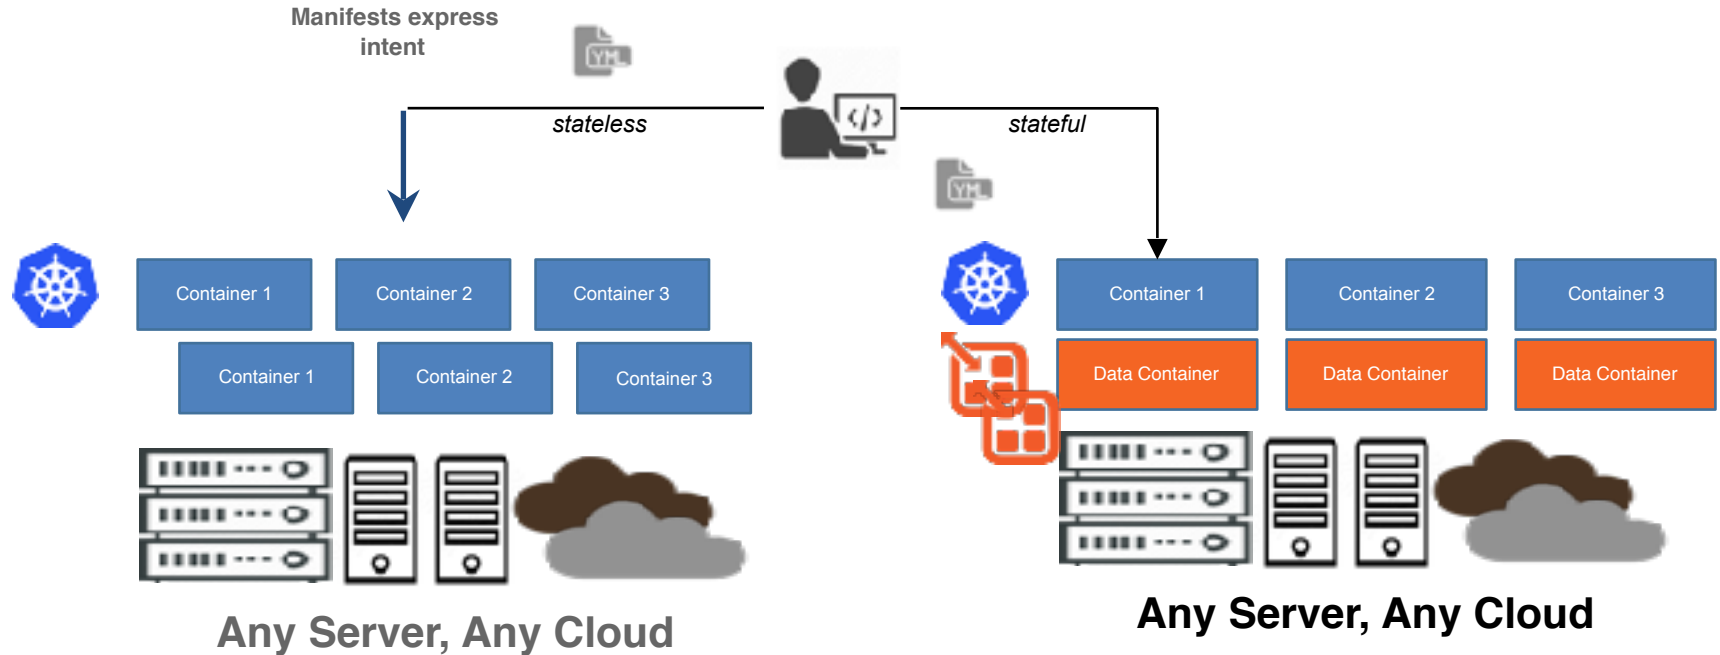 Manifests express
intent
YML
stateless
stateful
YML
Container 1
Container 2
Container 3
Container 1
Container 2
Container 3
Any Server, Any Cloud
Container 1
Container 2
Container 3
Data Container
Data Container
Data Container
Any Server, Any Cloud